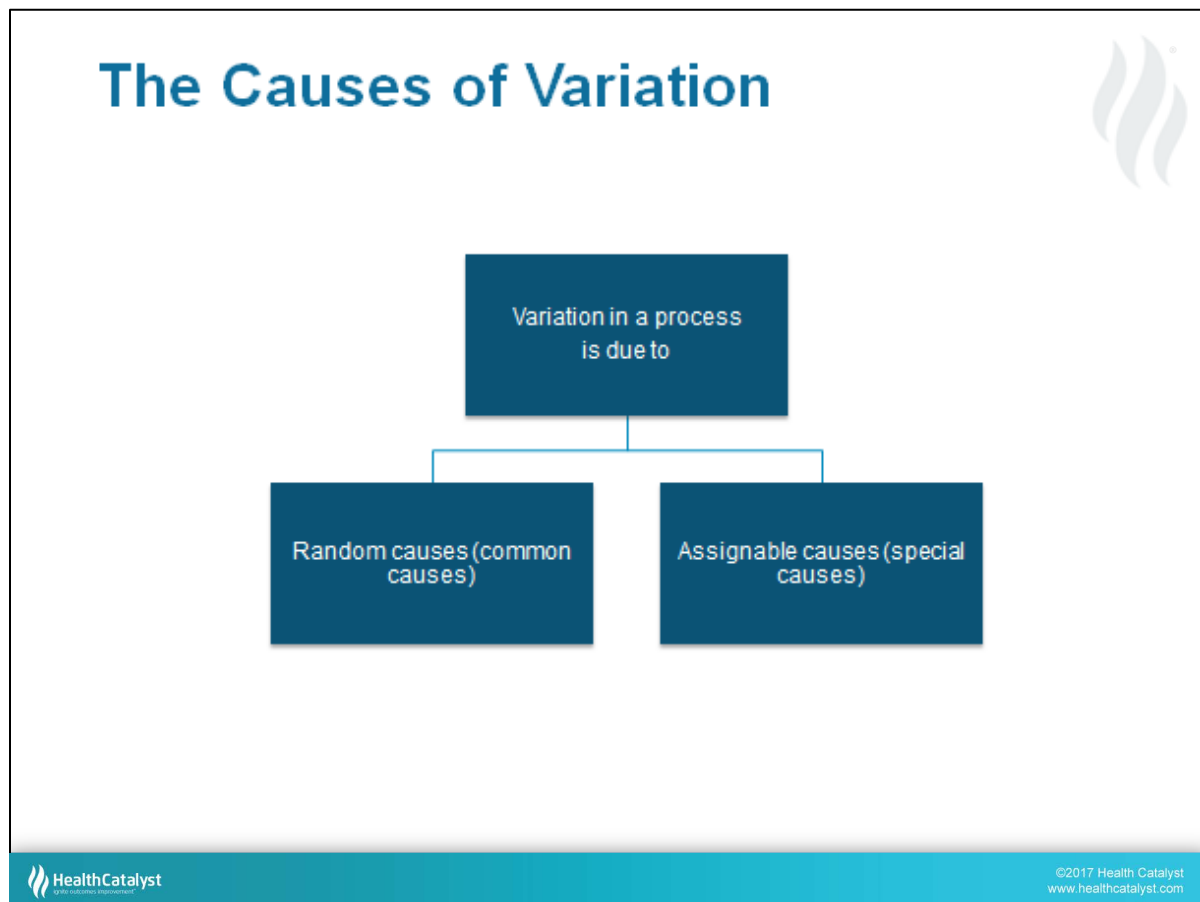 The Causes of Variation
Variation in a process
is due to
Random causes (common
causes)
Assignable causes (special
causes)
HealthCatalyst
ignite outcomes improvement
©2017 Health Catalyst
www.healthcatalyst.com